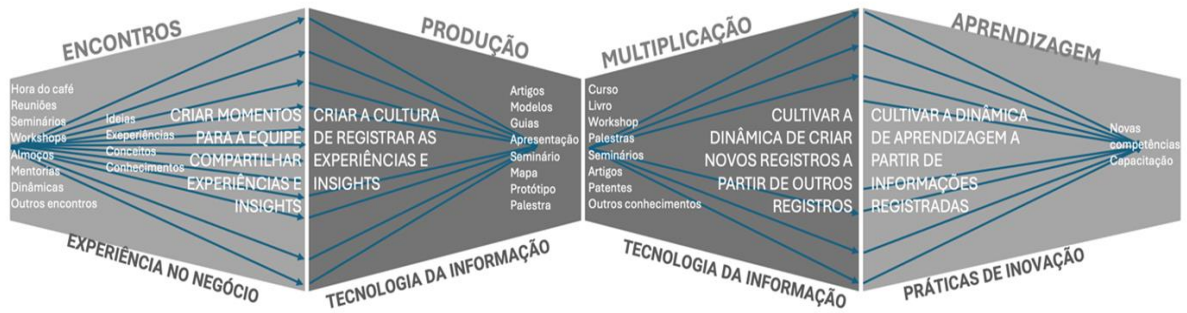 ENCONTROS
Hora do café
Reuniões
Seminários
Workshops
Almoços
Mentorias
Dinâmicas
Outros encontros
Ideias
Exeperiências
Conceitos
Conhecimentos
CRIAR MOMENTOS
PARA A EQUIPE
COMPARTILHAR
EXPERIÊNCIAS E
INSIGHTS
EXPERIÊNCIA NO NEGÓCIO
PRODUÇÃO
CRIAR A CULTURA
DE REGISTRAR AS
EXPERIÊNCIAS E
INSIGHTS
Artigos
Modelos
Guias
Apresentação
Seminário
Mapa
Protótipo
Palestra
TECNOLOGIA DA INFORMAÇÃO
MULTIPLICAÇÃO
Curso
Livro
Workshop
Palestras
Seminários
Artigos
Patentes
Outros conhecimentos
CULTIVAR A
DINÂMICA DE CRIAR
NOVOS REGISTROS A
PARTIR DE OUTROS
REGISTROS
TECNOLOGIA DA INFORMAÇÃO
APRENDIZAGEM
CULTIVAR A DINÂMICA
DE APRENDIZAGEM A
PARTIR DE
INFORMAÇÕES
REGISTRADAS
Novas
competências
Capacitação
PRÁTICAS DE INOVAÇÃO